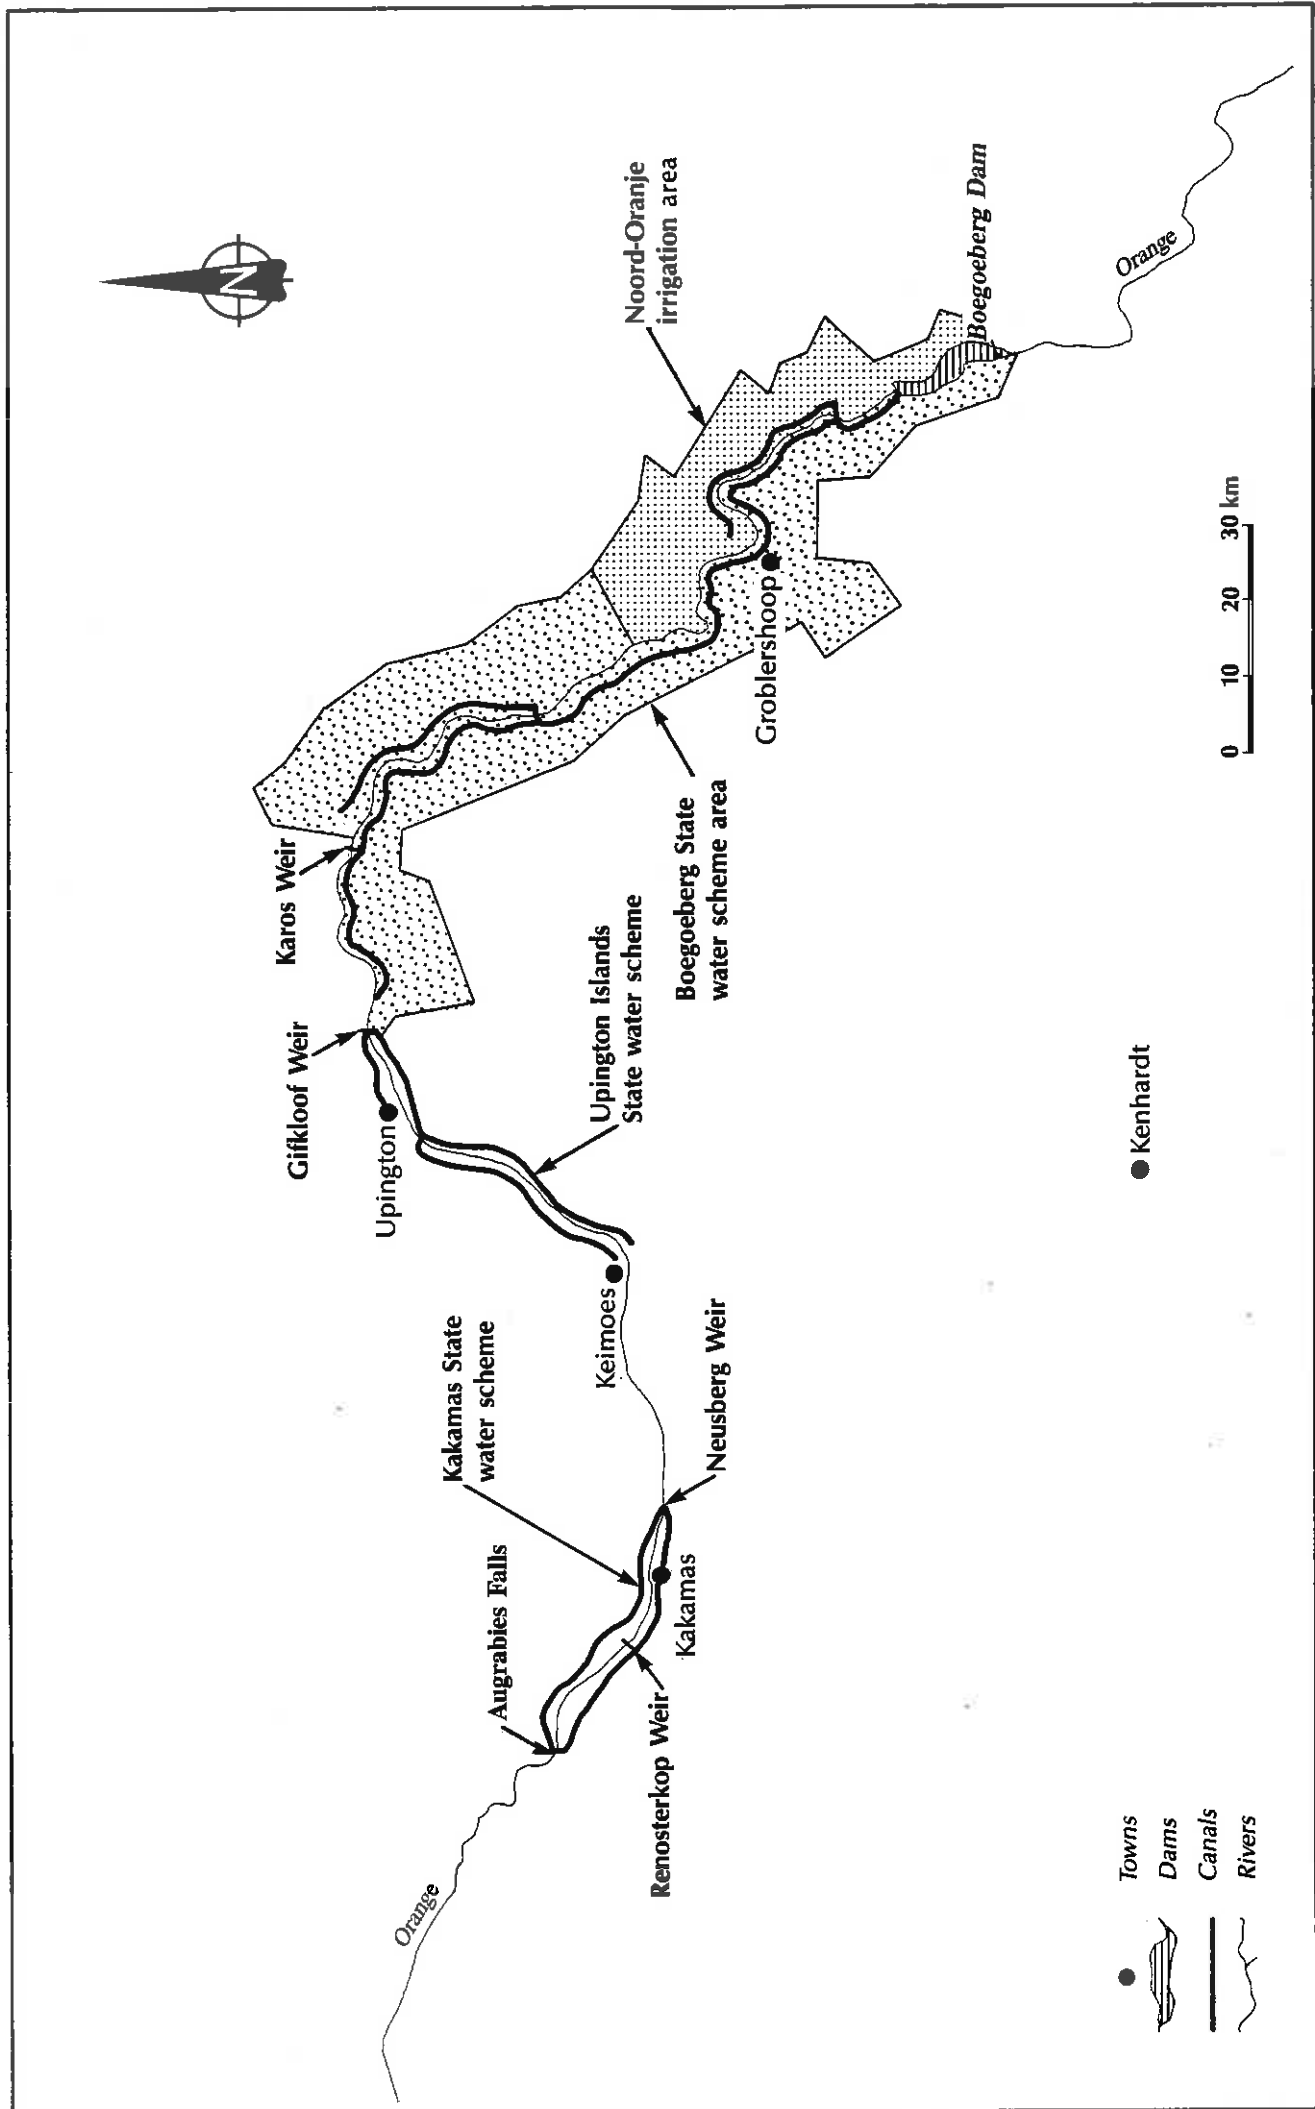 N
Orange
Augrabies Falls
Renosterkop Weir
Kakamas State
water scheme
Kakamas
Neusberg Weir
Keimoes
Upington
Gifkloof Weir
Upington Islands
State water scheme
Karos Weir
Boegoeberg State
water scheme area
Groblershoop
Noord-Oranje
irrigation area
Boegoeberg Dam
Orange
Kenhardt
Towns
Dams
Canals
Rivers
0 10 20 30 km